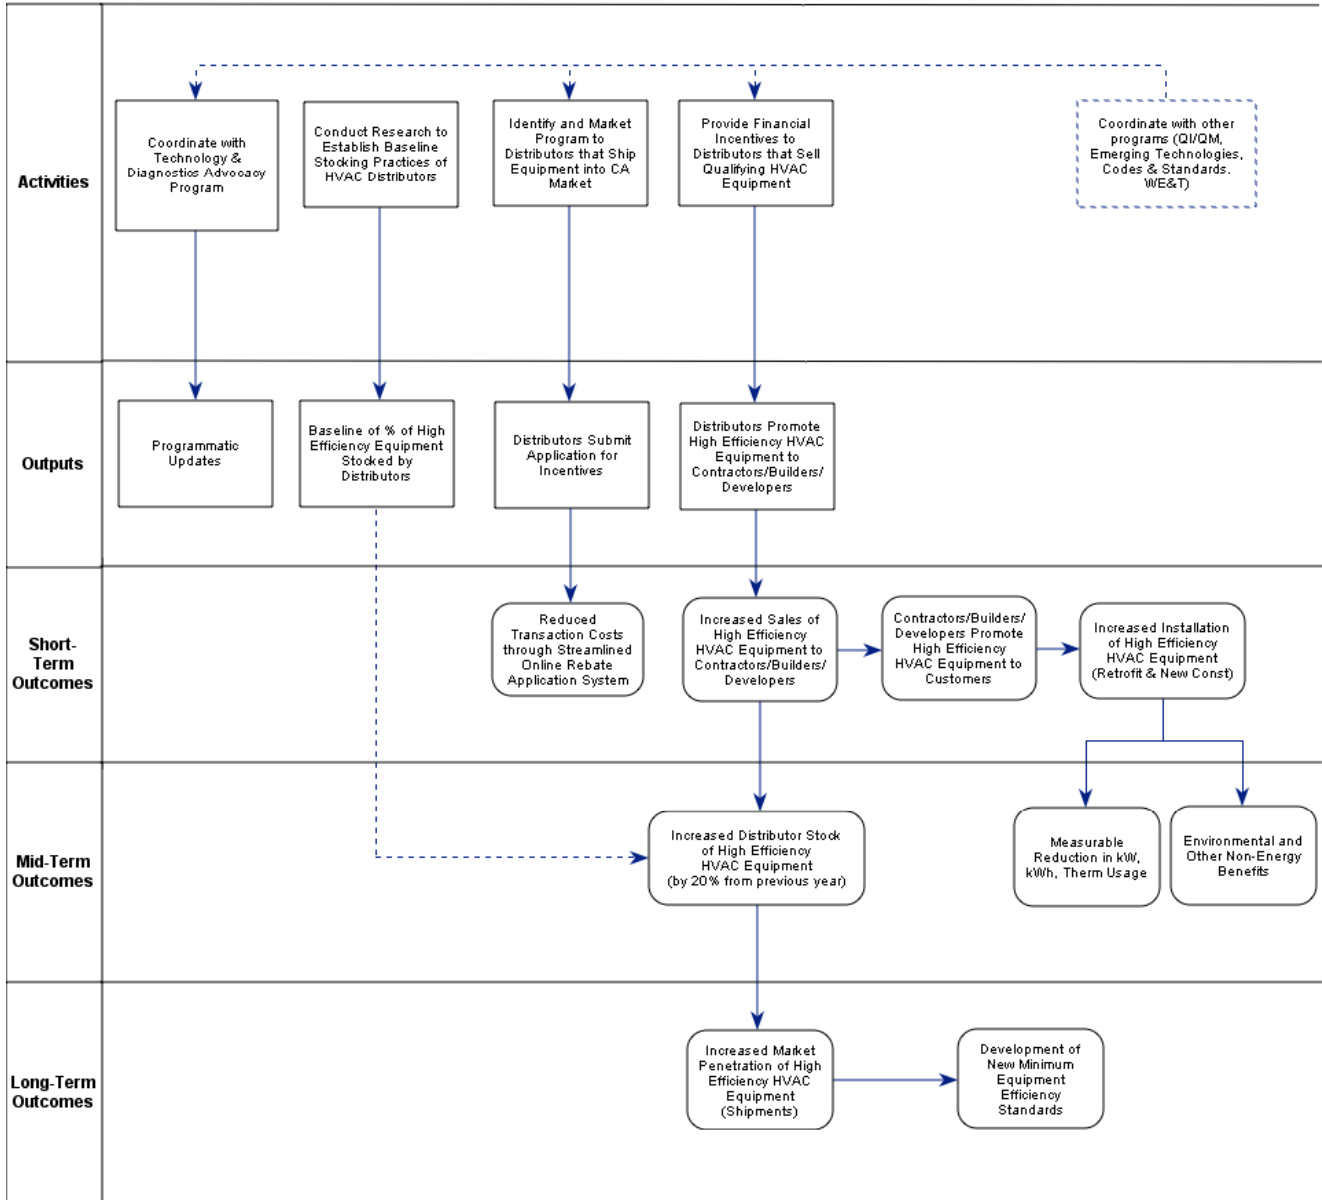 Activities
Coordinate with
Technology &
Diagnostics Advocacy
Program
Conduct Research to
Establish Baseline
Stocking Practices of
HVAC Distributors
Identify and Market
Program to
Distributors that Ship
Equipment into CA
Market
Provide Financial
Incentives to
Distributors that Sell
Qualifying HVAC
Equipment
Coordinate with other
programs (QI/QM,
Emerging Technologies,
Codes & Standards.
WE&T)
Outputs
Programmatic
Updates
Baseline of % of High
Efficiency Equipment
Stocked by
Distributors
Distributors Submit
Application for
Incentives
Distributors Promote
High Efficiency HVAC
Equipment to
Contractors/Builders/
Developers
Short-
Term
Outcomes
Reduced
Transaction Costs
through Streamlined
Online Rebate
Application System
Increased Sales of
High Efficiency
HVAC Equipment to
Contractors/Builders/
Developers
Contractors/Builders/
Developers Promote
High Efficiency
HVAC Equipment to
Customers
Increased Installation
of High Efficiency
HVAC Equipment
(Retrofit & New Const)
Mid-Term
Outcomes
Increased Distributor Stock
of High Efficiency
HVAC Equipment
(by 20% from previous year)
Measurable
Reduction in kW,
kWh, Therm Usage
Environmental and
Other Non-Energy
Benefits
Long-Term
Outcomes
Increased Market
Penetration of High
Efficiency HVAC
Equipment
(Shipments)
Development of
New Minimum
Equipment
Efficiency
Standards